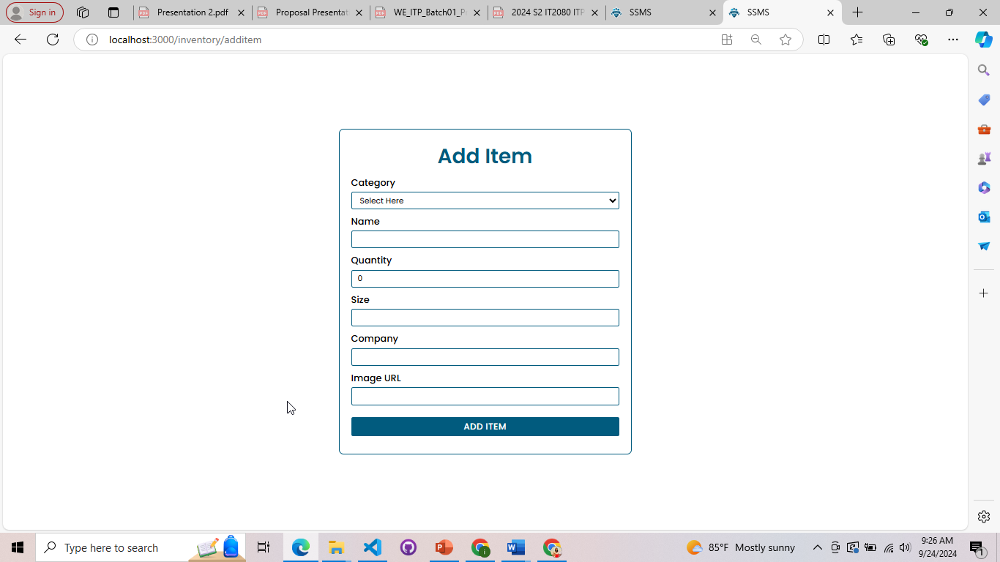 Sign in
Presentation 2.pdf
Proposal Presentat
WE_ITP_Batch01_P
2024 S2 IT2080 ITP
SSMS
SSMS
localhost:3000/inventory/additem
Add Item
Category
Select Here
Name
Quantity
0
Size
Company
Image URL
ADD ITEM
Type here to search
85°F Mostly sunny
9:26 AM
9/24/2024
1